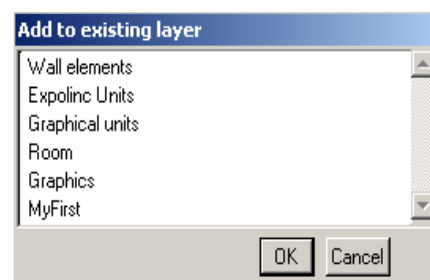 Add to existing layer
Wall elements
Expolinc Units
Graphical units
Room
Graphics
MyFirst
OK Cancel